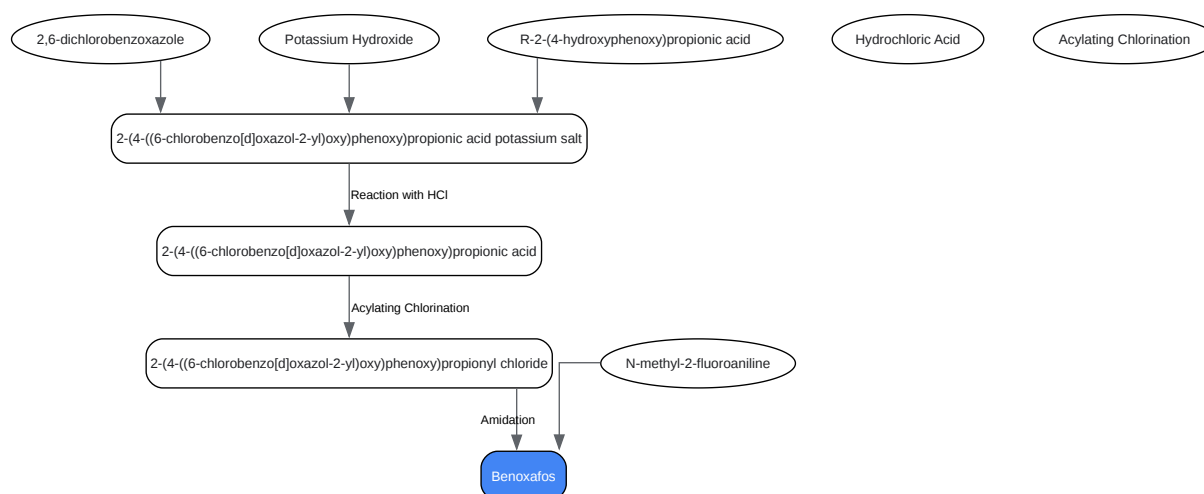 2,6-dichlorobenzoxazole
Potassium Hydroxide
R-2-(4-hydroxyphenoxy)propionic acid
Hydrochloric Acid
Acylating Chlorination
2-(4-((6-chlorobenzo[d]oxazol-2-yl)oxy)phenoxy)propionic acid potassium salt
Reaction with HCl
2-(4-((6-chlorobenzo[d]oxazol-2-yl)oxy)phenoxy)propionic acid
Acylating Chlorination
2-(4-((6-chlorobenzo[d]oxazol-2-yl)oxy)phenoxy)propionyl chloride
N-methyl-2-fluoroaniline
Amidation
Benoxafos